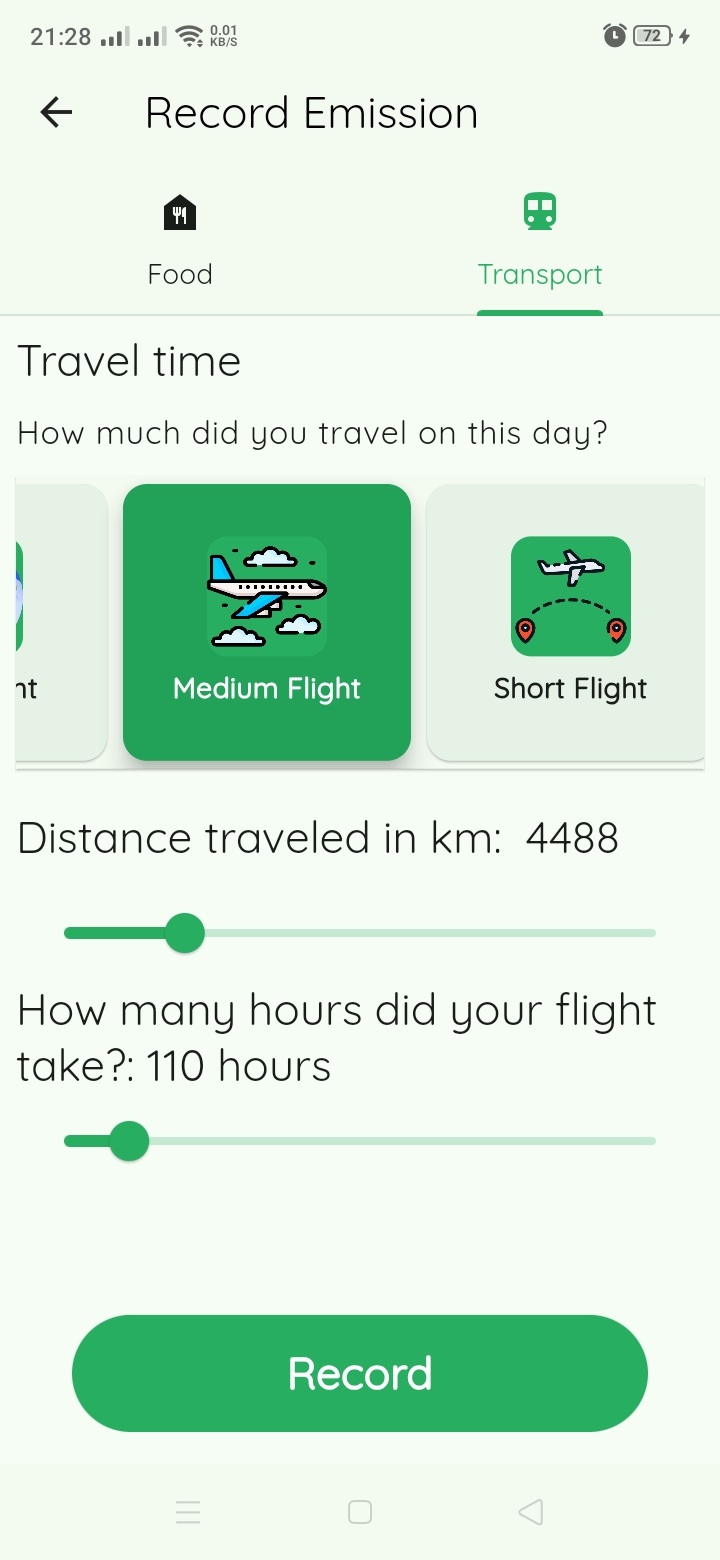 21:28 0.01 KB/S 72
Record Emission
Food Transport
Travel time
How much did you travel on this day?
nt Medium Flight Short Flight
Distance traveled in km: 4488
How many hours did your flight
take?: 110 hours
Record